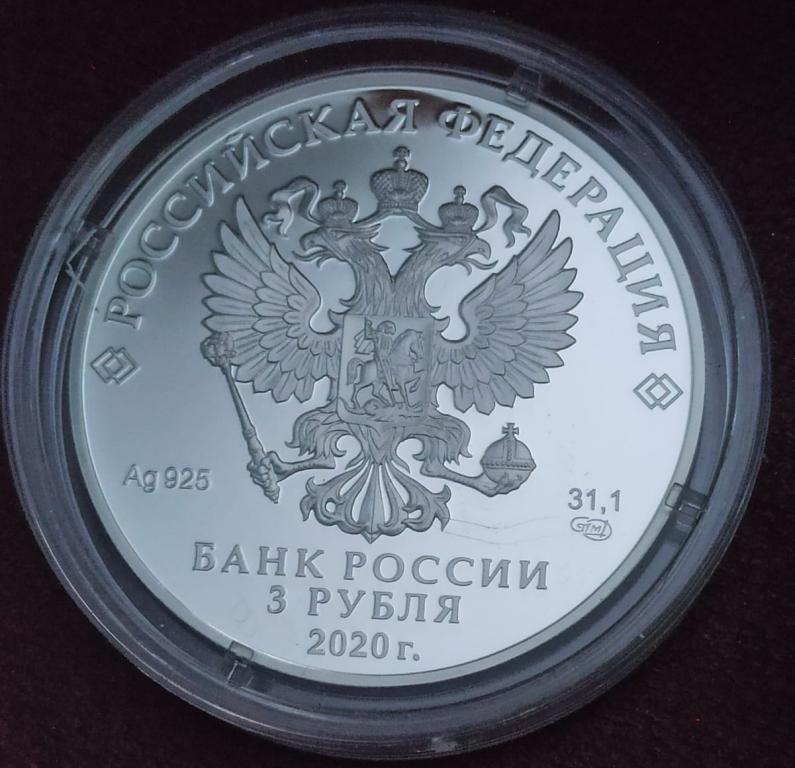 РОССИЙСКАЯ ФЕДЕРАЦИЯ
Ag 925
31,1
СПМД
БАНК РОССИИ
3 РУБЛЯ
2020 г.